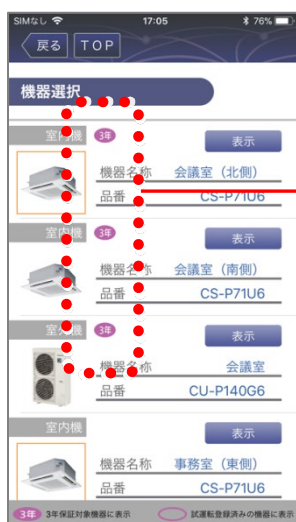 SIMなし 17:05 76%
戻る TOP
機器選択
室内機 3年 表示
機器名称 会議室（北側）
品番 CS-P71U6
室内機 3年 表示
機器名称 会議室（南側）
品番 CS-P71U6
室外機 3年 表示
機器名称 会議室
品番 CU-P140G6
室内機 表示
機器名称 事務室（東側）
品番 CS-P71U6
3年 3年保証対象機器に表示 試運転登録済みの機器に表示